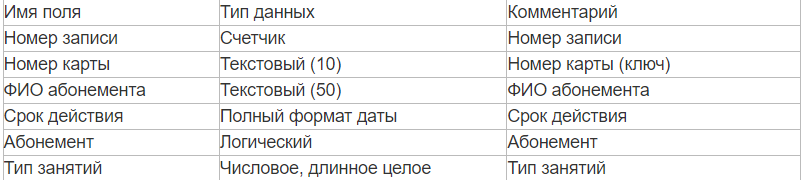 Имя поля Тип данных Комментарий
Номер записи Счетчик Номер записи
Номер карты Текстовый (10) Номер карты (ключ)
ФИО абонемента Текстовый (50) ФИО абонемента
Срок действия Полный формат даты Срок действия
Абонемент Логический Абонемент
Тип занятий Числовое, длинное целое Тип занятий